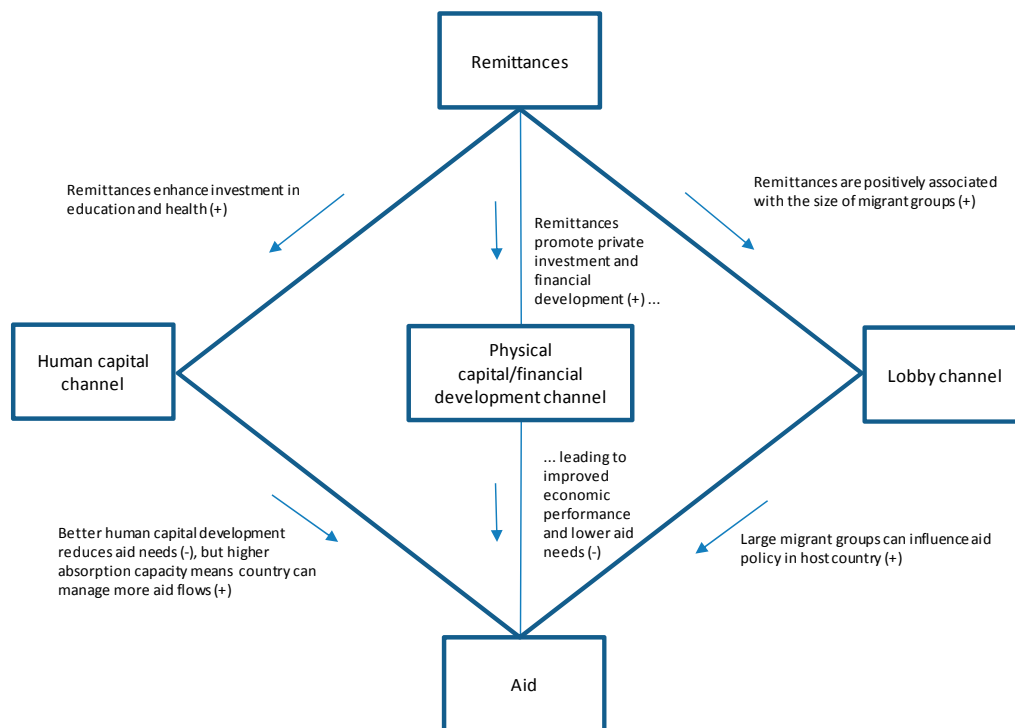 Remittances
Remittances enhance investment in
education and health (+)
Remittances are positively associated
with the size of migrant groups (+)
Remittances
promote private
investment and
financial
development (+) ...
Human capital
channel
Physical
capital/financial
development channel
Lobby channel
... leading to
improved
economic
performance
and lower aid
needs (-)
Better human capital development
reduces aid needs (-), but higher
absorption capacity means country can
manage more aid flows (+)
Large migrant groups can influence aid
policy in host country (+)
Aid